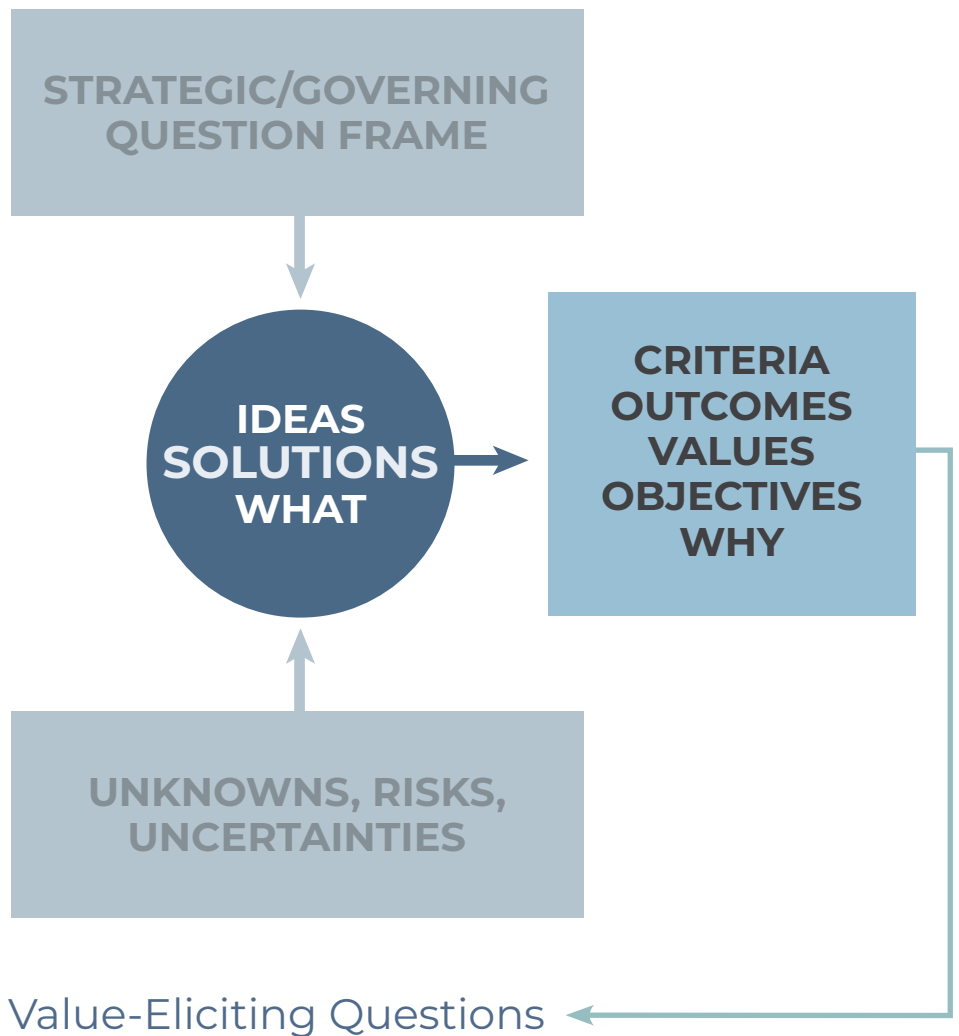 STRATEGIC/GOVERNING
QUESTION FRAME
IDEAS
SOLUTIONS
WHAT
CRITERIA
OUTCOMES
VALUES
OBJECTIVES
WHY
UNKNOWNS, RISKS,
UNCERTAINTIES
Value-Eliciting Questions